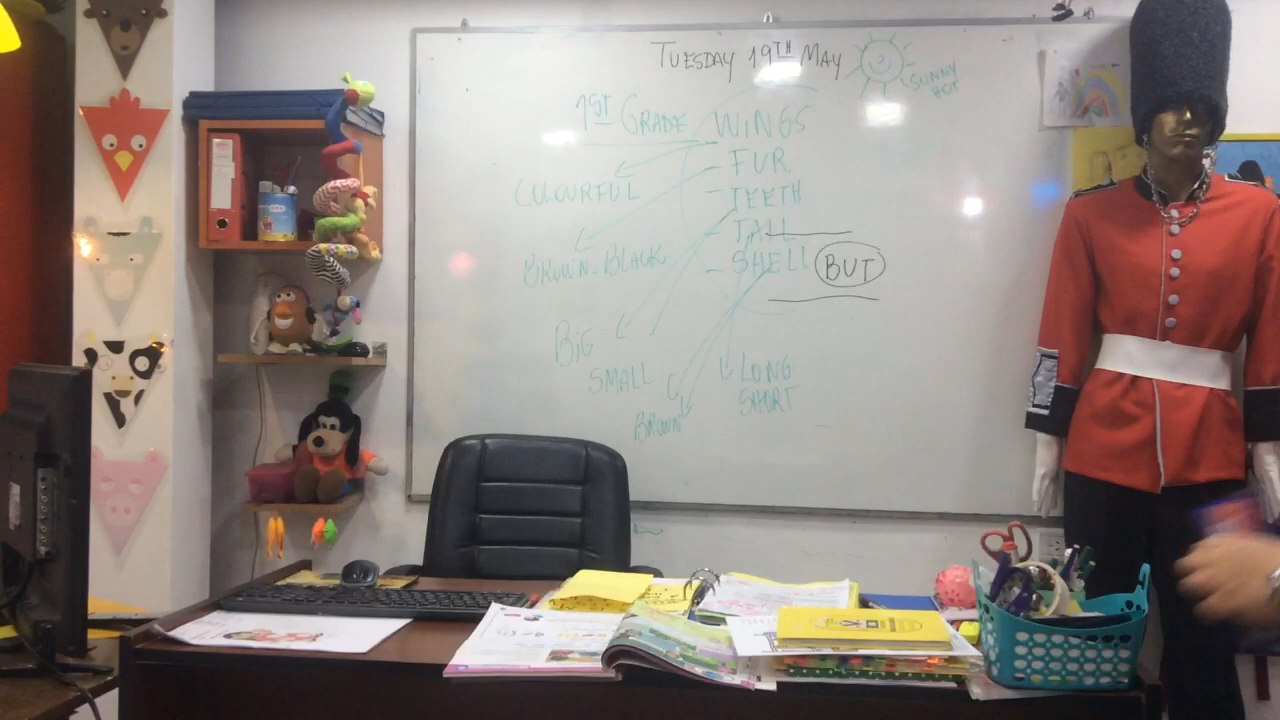 TUESDAY 19TH MAY
SUNNY
HOT
1ST GRADE
WINGS
- FUR
- TEETH
- TAIL
- SHELL
BUT
COLOURFUL
BROWN-BLACK
BIG
SMALL
BROWN
LONG
SHORT